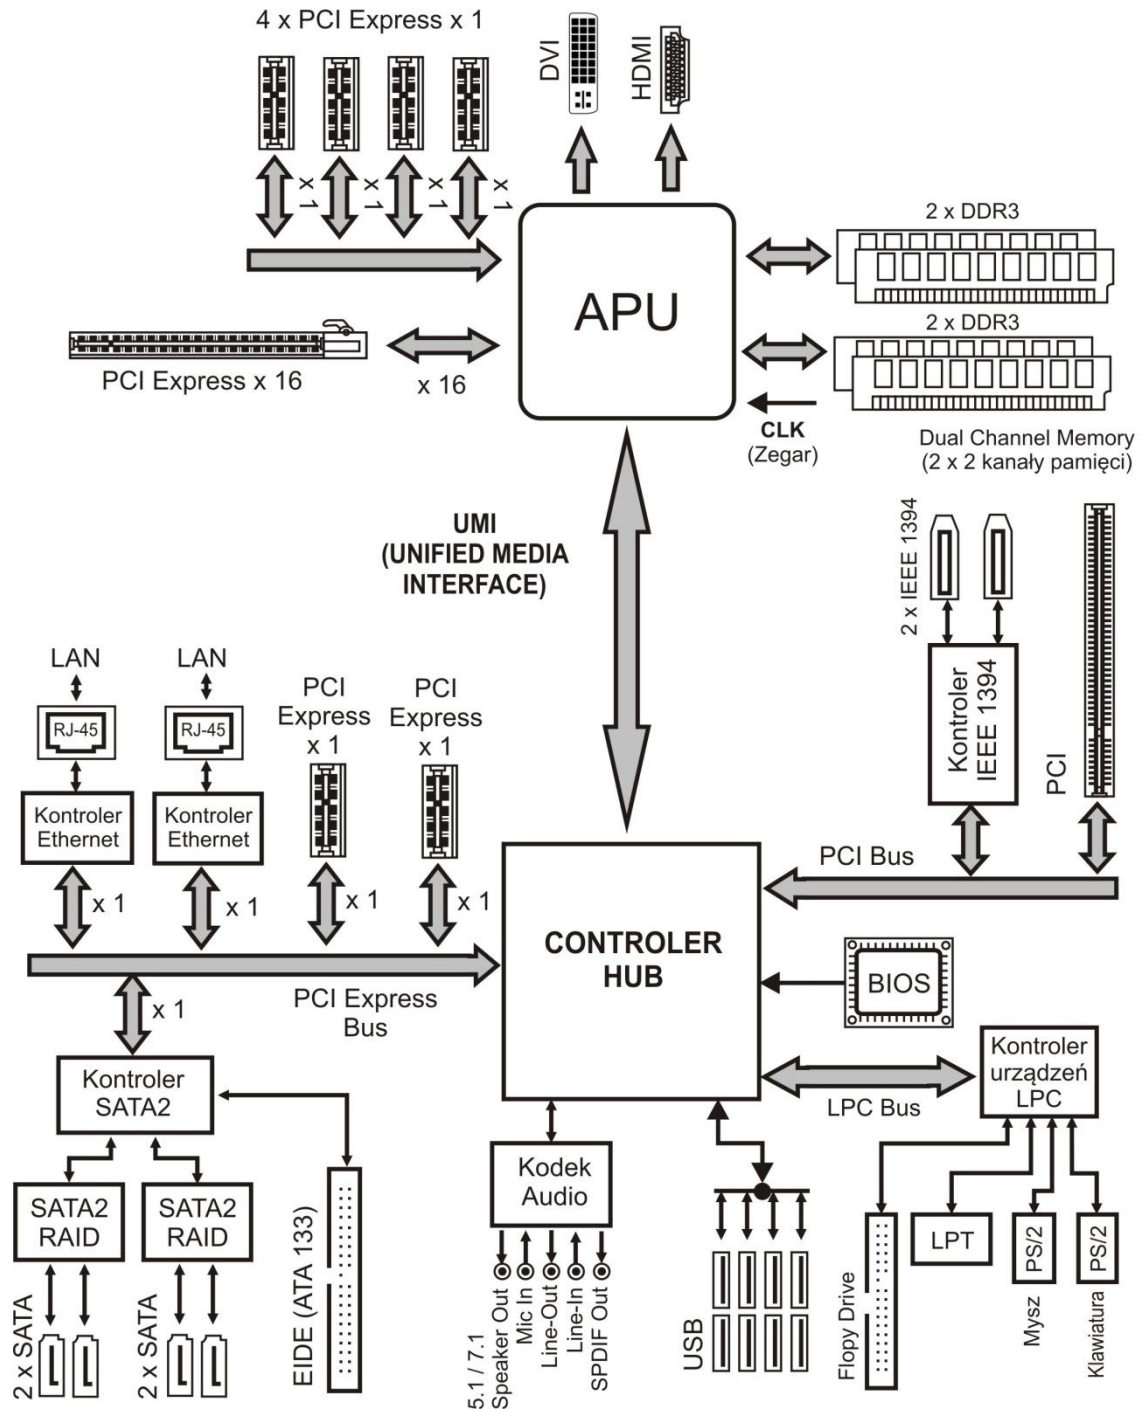 4 x PCI Express x 1
DVI
HDMI
x 1
x 1
x 1
x 1
2 x DDR3
APU
2 x DDR3
PCI Express x 16
x 16
CLK
(Zegar)
Dual Channel Memory
(2 x 2 kanały pamięci)
UMI
(UNIFIED MEDIA
INTERFACE)
2 x IEEE 1394
Kontroler
IEEE 1394
PCI
LAN
LAN
RJ-45
RJ-45
PCI
Express
x 1
PCI
Express
x 1
Kontroler
Ethernet
Kontroler
Ethernet
x 1
x 1
x 1
x 1
PCI Bus
CONTROLER
HUB
PCI Express
Bus
x 1
BIOS
Kontroler
SATA2
Kontroler
urządzeń
LPC
LPC Bus
SATA2
RAID
SATA2
RAID
2 x SATA
2 x SATA
EIDE (ATA 133)
Kodek
Audio
5.1 / 7.1
Speaker Out
Mic In
Line-Out
Line-In
SPDIF Out
USB
Flopy Drive
LPT
PS/2
PS/2
Mysz
Klawiatura